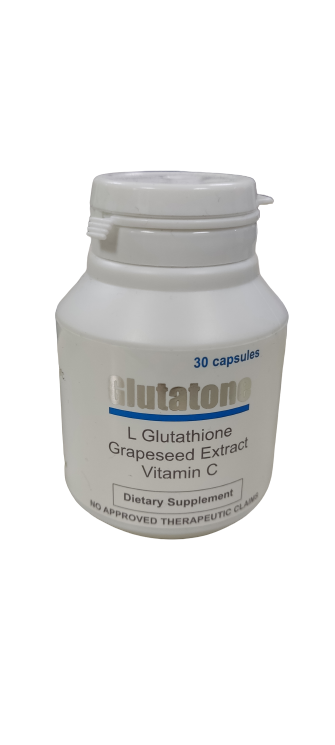 30 capsules
Glutatone
L Glutathione
Grapeseed Extract
Vitamin C
Dietary Supplement
NO APPROVED THERAPEUTIC CLAIMS